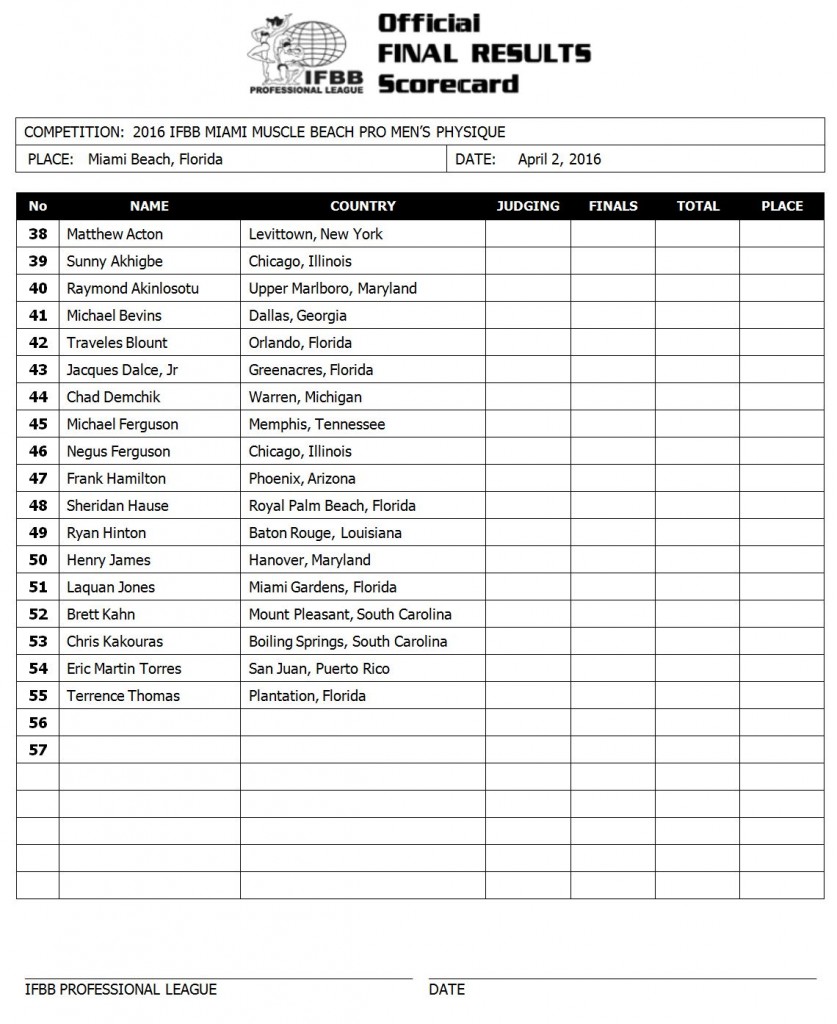 Official
FINAL RESULTS
Scorecard
IFBB
PROFESSIONAL LEAGUE
COMPETITION: 2016 IFBB MIAMI MUSCLE BEACH PRO MEN'S PHYSIQUE
PLACE: Miami Beach, Florida DATE: April 2, 2016
No NAME COUNTRY JUDGING FINALS TOTAL PLACE
38 Matthew Acton Levittown, New York
39 Sunny Akhigbe Chicago, Illinois
40 Raymond Akinlosotu Upper Marlboro, Maryland
41 Michael Bevins Dallas, Georgia
42 Traveles Blount Orlando, Florida
43 Jacques Dalce, Jr Greenacres, Florida
44 Chad Demchik Warren, Michigan
45 Michael Ferguson Memphis, Tennessee
46 Negus Ferguson Chicago, Illinois
47 Frank Hamilton Phoenix, Arizona
48 Sheridan Hause Royal Palm Beach, Florida
49 Ryan Hinton Baton Rouge, Louisiana
50 Henry James Hanover, Maryland
51 Laquan Jones Miami Gardens, Florida
52 Brett Kahn Mount Pleasant, South Carolina
53 Chris Kakouras Boiling Springs, South Carolina
54 Eric Martin Torres San Juan, Puerto Rico
55 Terrence Thomas Plantation, Florida
56
57
IFBB PROFESSIONAL LEAGUE DATE